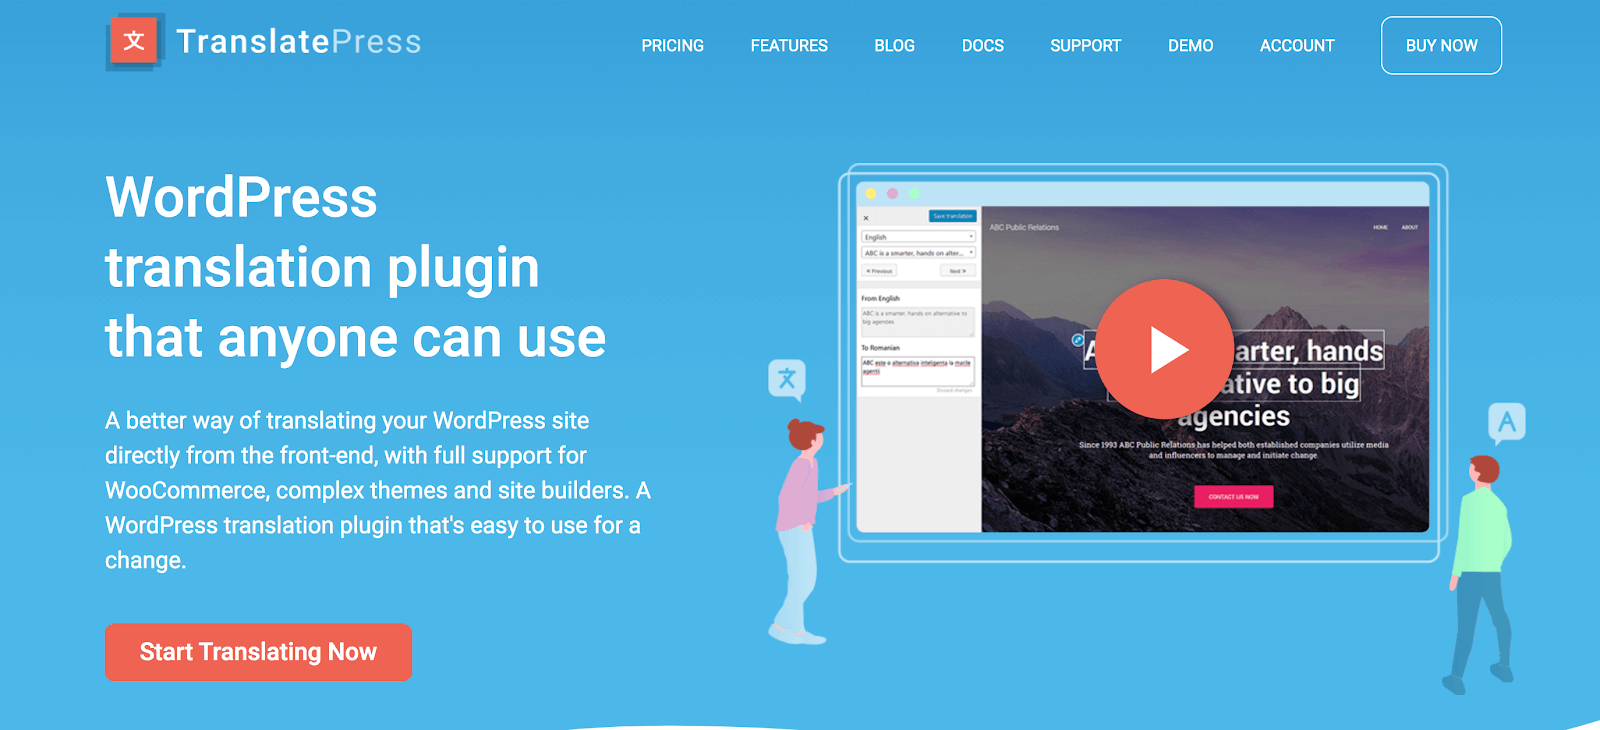 文 TranslatePress
PRICING FEATURES BLOG DOCS SUPPORT DEMO ACCOUNT BUY NOW
WordPress
translation plugin
that anyone can use
A better way of translating your WordPress site
directly from the front-end, with full support for
WooCommerce, complex themes and site builders. A
WordPress translation plugin that's easy to use for a
change.
Start Translating Now
× Save translation
English
ABC is a smarter, hands on alter...
« Previous Next »
From English
ABC is a smarter, hands on alternative to
big agencies
To Romanian
ABC este o alternativa inteligenta la marile
agentii
Discard changes
ABC Public Relations HOME ABOUT
A arter, hands
ative to big
agencies
Since 1993 ABC Public Relations has helped both established companies utilize media
and influencers to manage and initiate change.
CONTACT US NOW
文
A